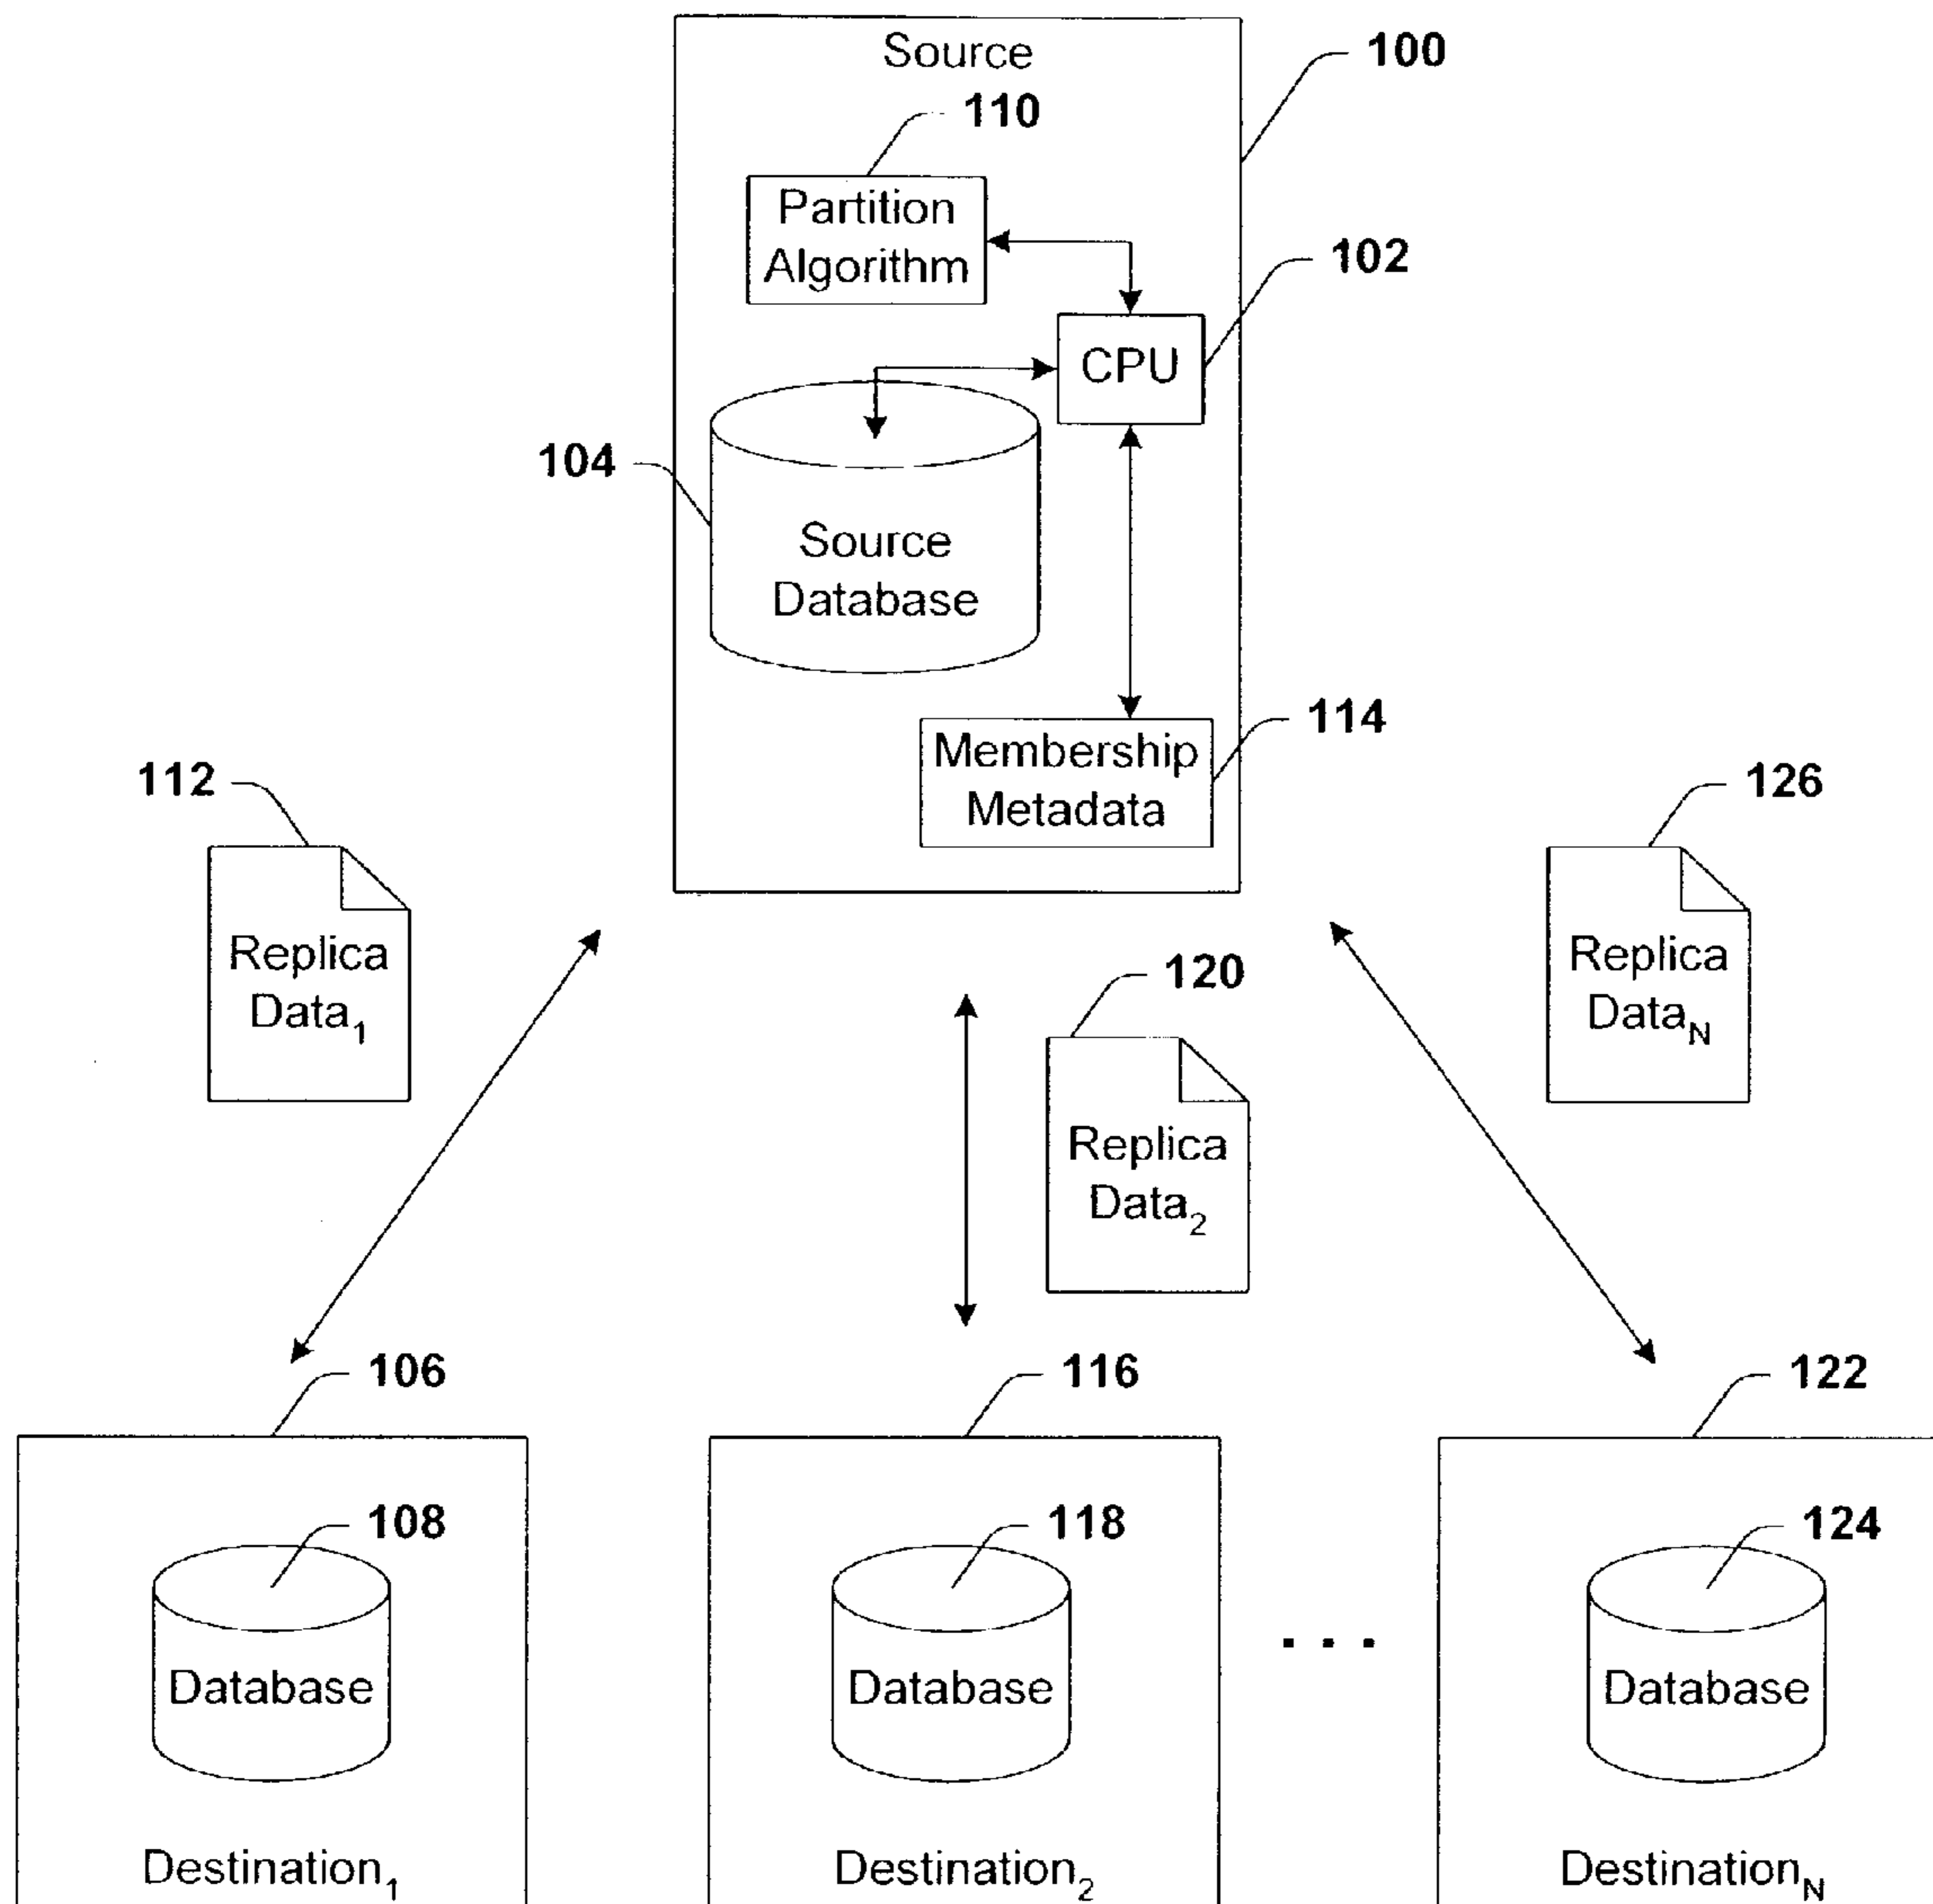 Source
100
110
Partition
Algorithm
102
CPU
104
Source
Database
114
Membership
Metadata
112
126
Replica
Data1
120
Replica
DataN
Replica
Data2
106
116
122
108
118
124
Database
Database
. . .
Database
Destination1
Destination2
DestinationN